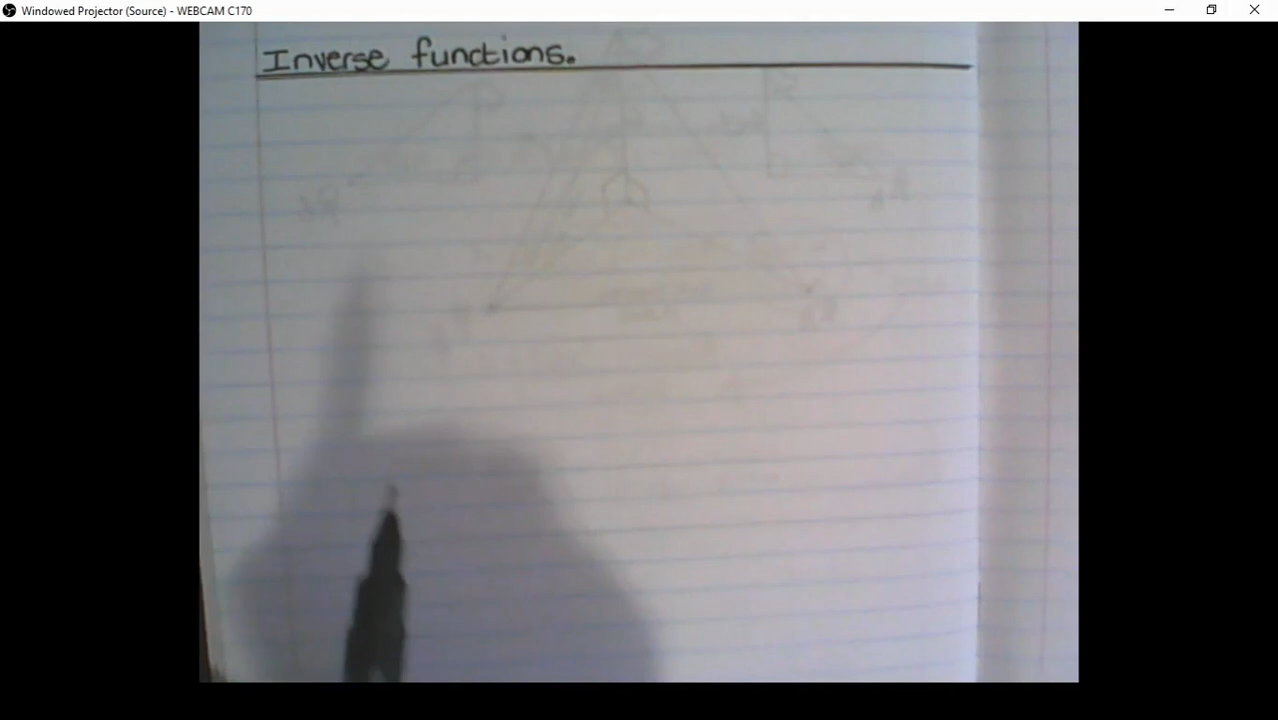 Windowed Projector (Source) - WEBCAM C170
Inverse functions.